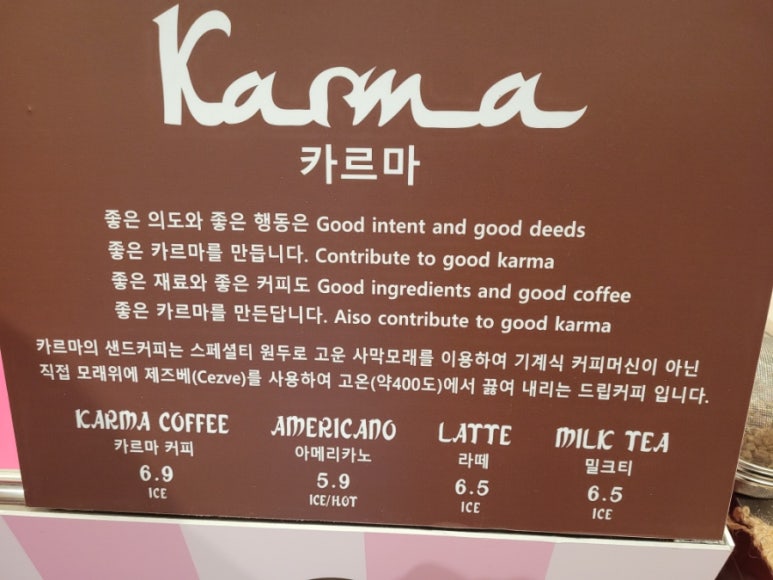 Karma
카르마
좋은 의도와 좋은 행동은 Good intent and good deeds
좋은 카르마를 만듭니다. Contribute to good karma
좋은 재료와 좋은 커피도 Good ingredients and good coffee
좋은 카르마를 만든답니다. Aiso contribute to good karma
카르마의 샌드커피는 스페셜티 원두로 고운 사막모래를 이용하여 기계식 커피머신이 아닌
직접 모래위에 제즈베(Cezve)를 사용하여 고온(약400도)에서 끓여 내리는 드립커피 입니다.
KARMA COFFEE
카르마 커피
6.9
ICE
AMERICANO
아메리카노
5.9
ICE/HOT
LATTE
라떼
6.5
ICE
MILK TEA
밀크티
6.5
ICE